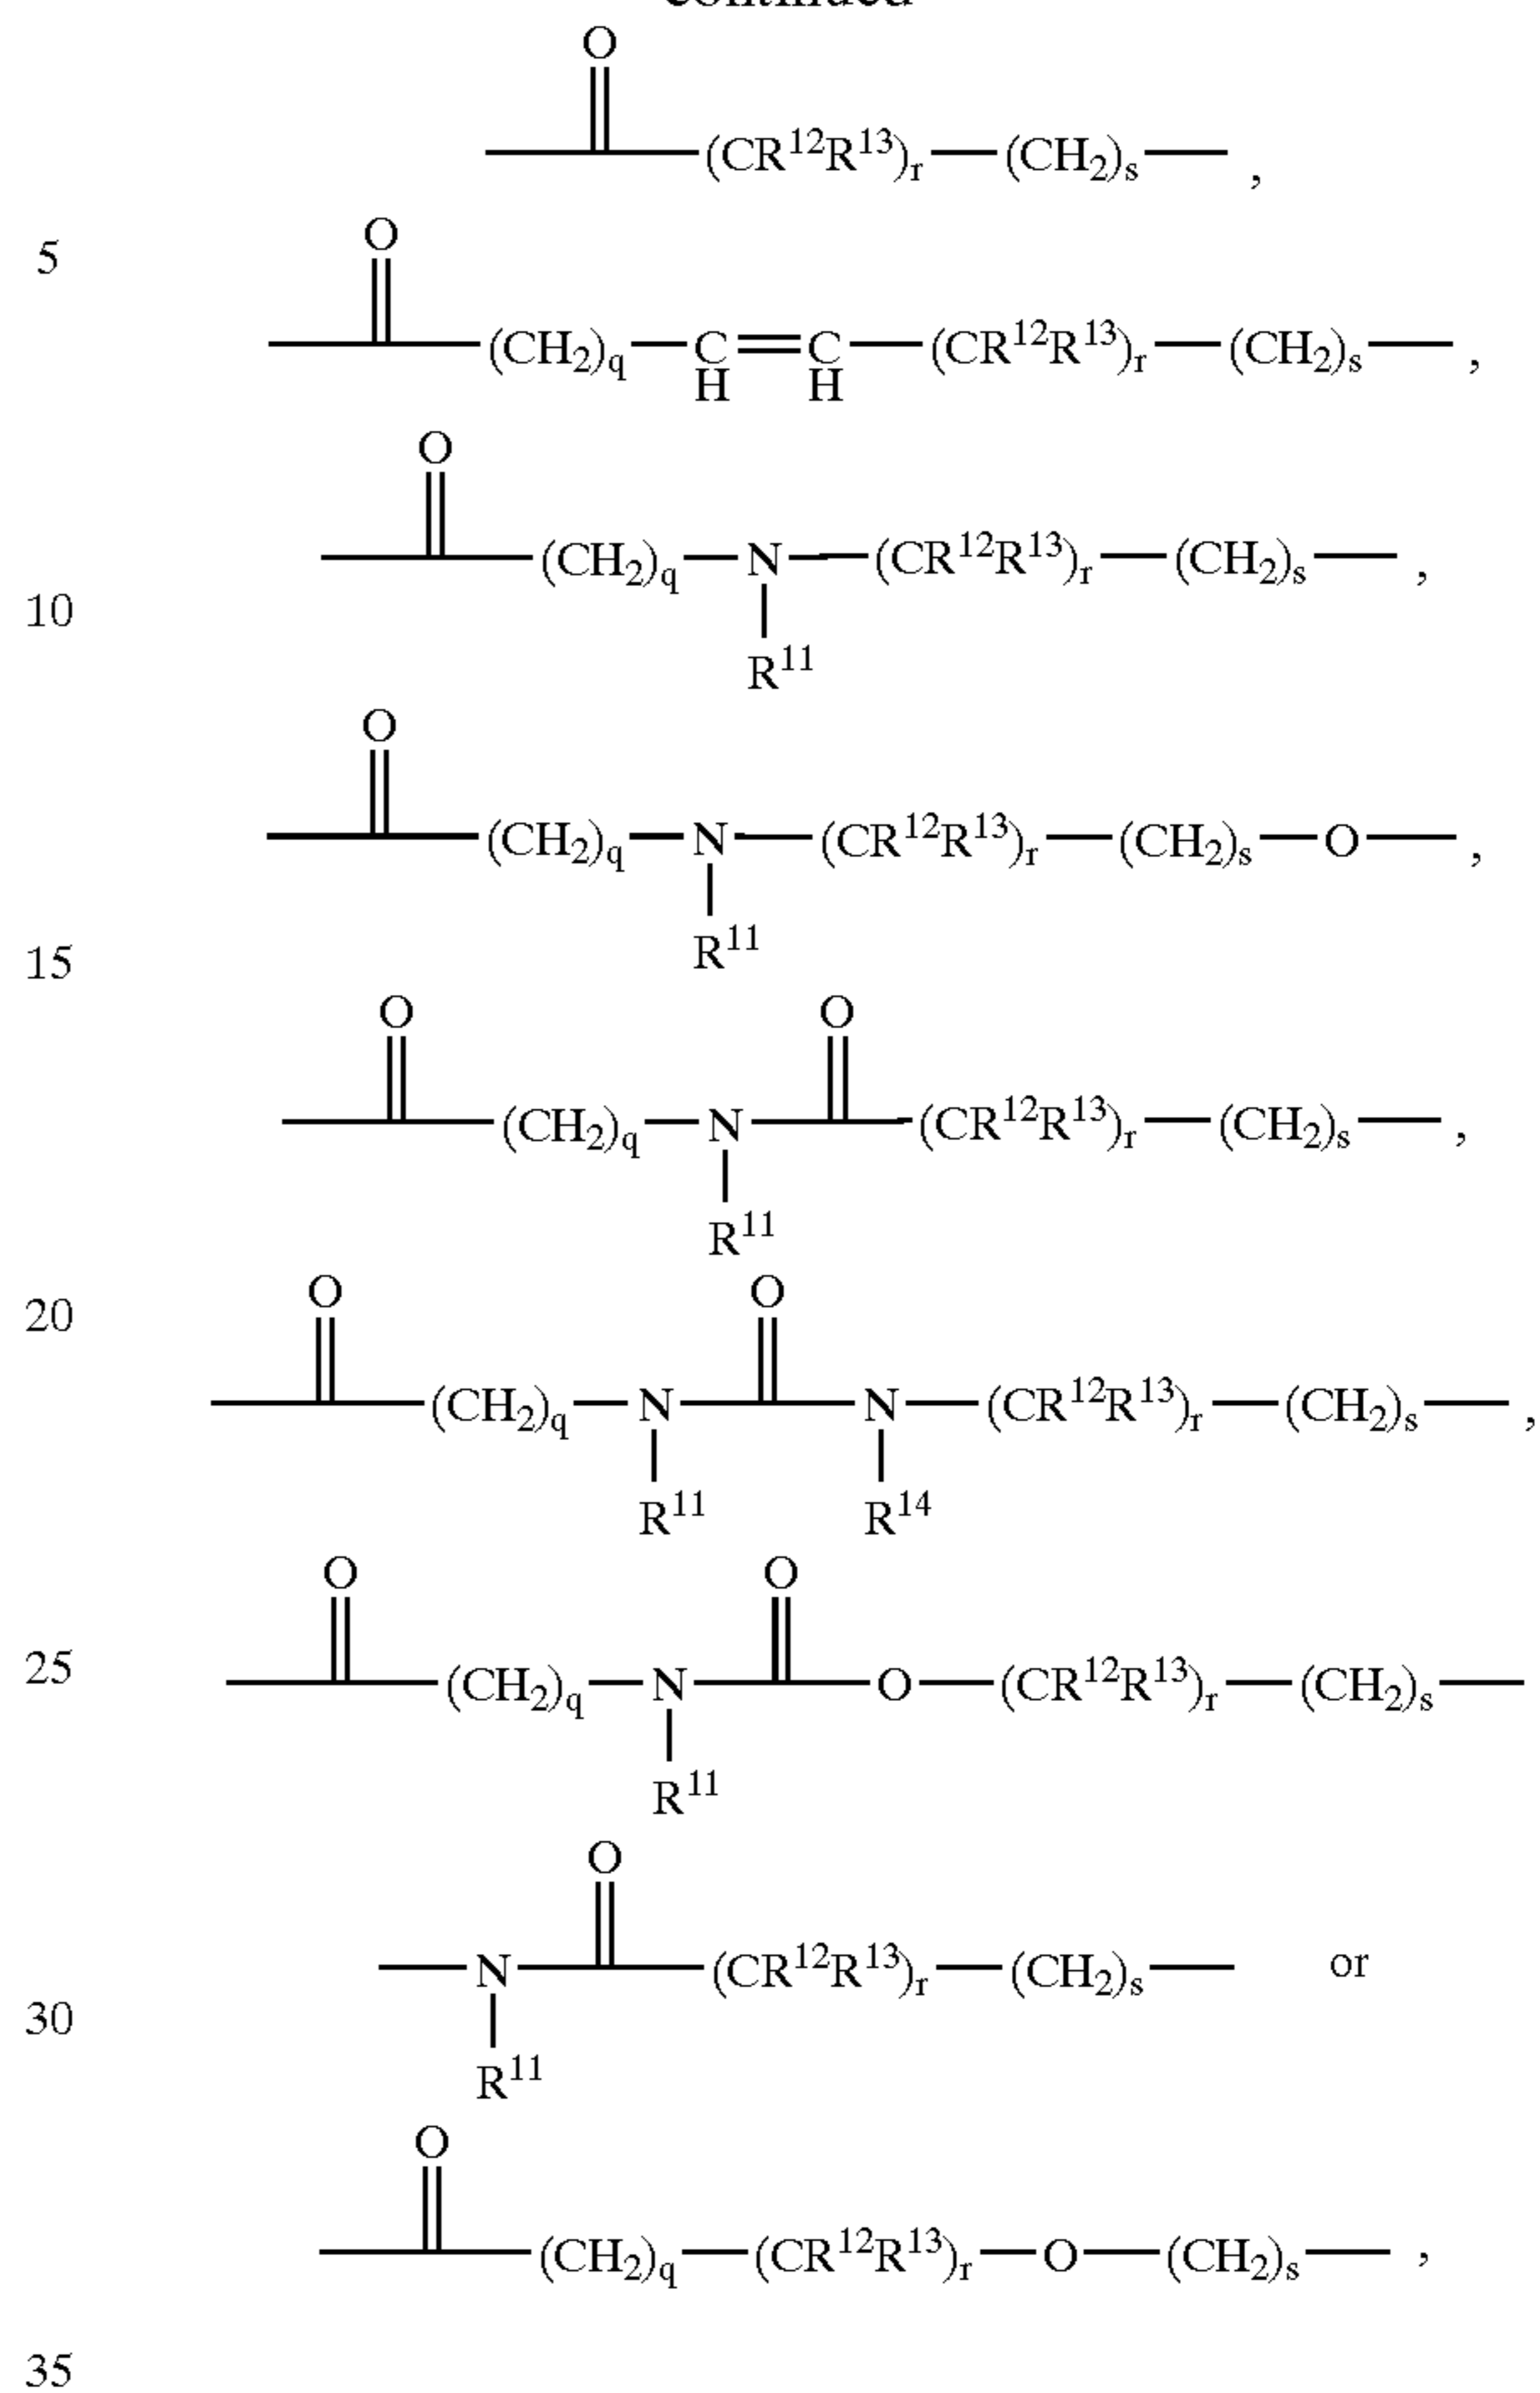 continued
O
(CR12R13)r—(CH2)s—,
5
O
(CH2)q—C=C—(CR12R13)r—(CH2)s—,
H H
O
(CH2)q—N—(CR12R13)r—(CH2)s—,
10
R11
O
(CH2)q—N—(CR12R13)r—(CH2)s—O—,
R11
15
O O
(CH2)q—N—(CR12R13)r—(CH2)s—,
R11
O O
20
(CH2)q—N—N—(CR12R13)r—(CH2)s—,
R11 R14
O O
25
(CH2)q—N—O—(CR12R13)r—(CH2)s—
R11
O
N—(CR12R13)r—(CH2)s— or
30
R11
O
(CH2)q—(CR12R13)r—O—(CH2)s—,
35